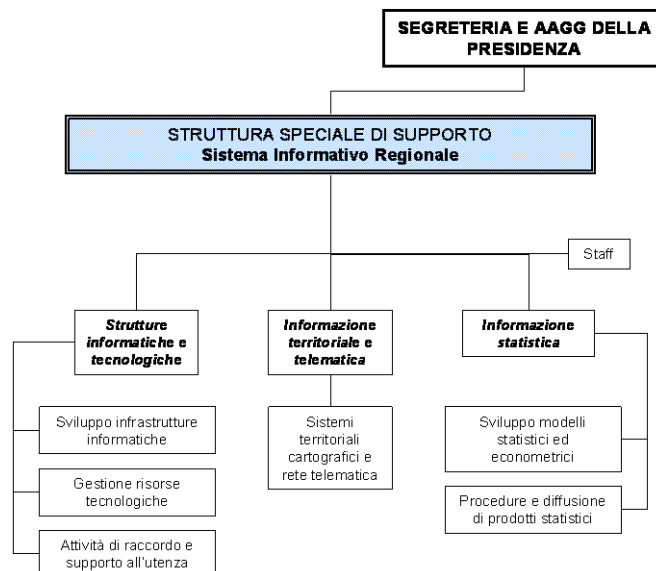 SEGRETERIA E AAGG DELLA
PRESIDENZA
STRUTTURA SPECIALE DI SUPPORTO
Sistema Informativo Regionale
Staff
Strutture
informatiche e
tecnologiche
Informazione
territoriale e
telematica
Informazione
statistica
Sviluppo infrastrutture
informatiche
Gestione risorse
tecnologiche
Attività di raccordo e
supporto all'utenza
Sistemi
territoriali
cartografici e
rete telematica
Sviluppo modelli
statistici ed
econometrici
Procedure e diffusione
di prodotti statistici